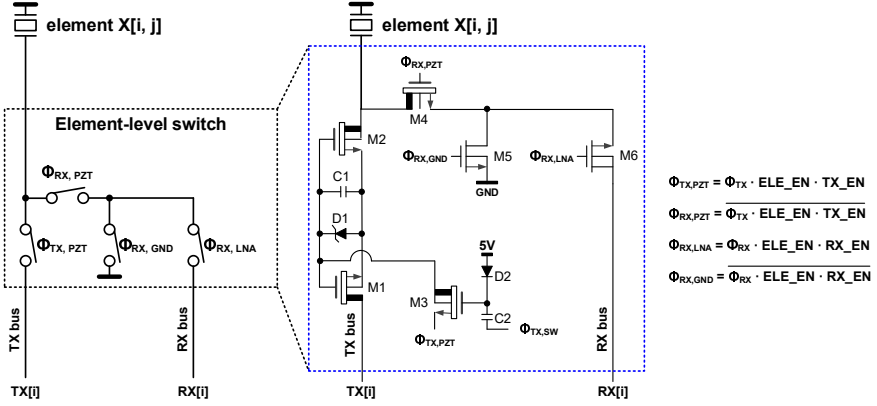 element X[i, j]
element X[i, j]
ΦRX,PZT
M4
Element-level switch
M2
ΦRX,GND
M5
ΦRX,LNA
M6
ΦRX, PZT
C1
GND
ΦTX,PZT = ΦTX · ELE_EN · TX_EN
ΦRX,PZT = ΦTX · ELE_EN · TX_EN
D1
ΦTX, PZT
ΦRX, GND
ΦRX, LNA
5V
ΦRX,LNA = ΦRX · ELE_EN · RX_EN
D2
ΦRX,GND = ΦRX · ELE_EN · RX_EN
M1
M3
C2
TX bus
RX bus
TX bus
ΦTX,PZT
ΦTX,SW
RX bus
TX[i]
RX[i]
TX[i]
RX[i]